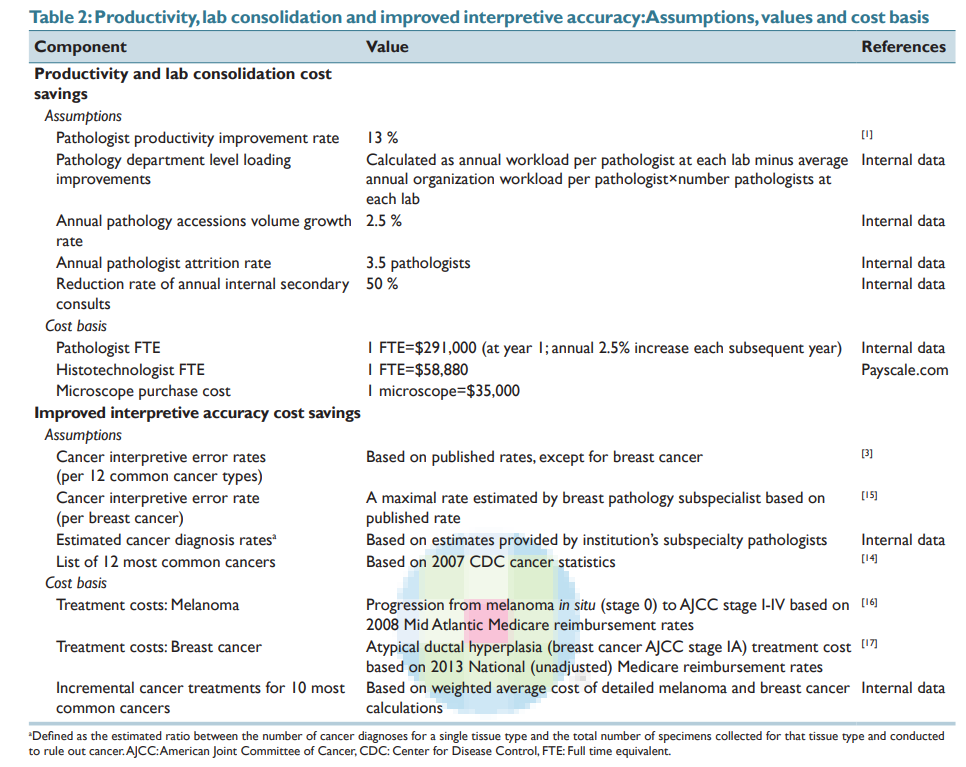 Table 2: Productivity, lab consolidation and improved interpretive accuracy:Assumptions, values and cost basis
Component Value References
Productivity and lab consolidation cost
savings
Assumptions
Pathologist productivity improvement rate 13 % [1]
Pathology department level loading Calculated as annual workload per pathologist at each lab minus average Internal data
improvements annual organization workload per pathologist×number pathologists at
each lab
Annual pathology accessions volume growth 2.5 % Internal data
rate
Annual pathologist attrition rate 3.5 pathologists Internal data
Reduction rate of annual internal secondary 50 % Internal data
consults
Cost basis
Pathologist FTE 1 FTE=$291,000 (at year 1; annual 2.5% increase each subsequent year) Internal data
Histotechnologist FTE 1 FTE=$58,880 Payscale.com
Microscope purchase cost 1 microscope=$35,000
Improved interpretive accuracy cost savings
Assumptions
Cancer interpretive error rates Based on published rates, except for breast cancer [3]
(per 12 common cancer types)
Cancer interpretive error rate A maximal rate estimated by breast pathology subspecialist based on [15]
(per breast cancer) published rate
Estimated cancer diagnosis ratesª Based on estimates provided by institution's subspecialty pathologists Internal data
List of 12 most common cancers Based on 2007 CDC cancer statistics [14]
Cost basis
Treatment costs: Melanoma Progression from melanoma in situ (stage 0) to AJCC stage I-IV based on [16]
2008 Mid Atlantic Medicare reimbursement rates
Treatment costs: Breast cancer Atypical ductal hyperplasia (breast cancer AJCC stage IA) treatment cost [17]
based on 2013 National (unadjusted) Medicare reimbursement rates
Incremental cancer treatments for 10 most Based on weighted average cost of detailed melanoma and breast cancer Internal data
common cancers calculations
ªDefined as the estimated ratio between the number of cancer diagnoses for a single tissue type and the total number of specimens collected for that tissue type and conducted
to rule out cancer. AJCC: American Joint Committee of Cancer, CDC: Center for Disease Control, FTE: Full time equivalent.